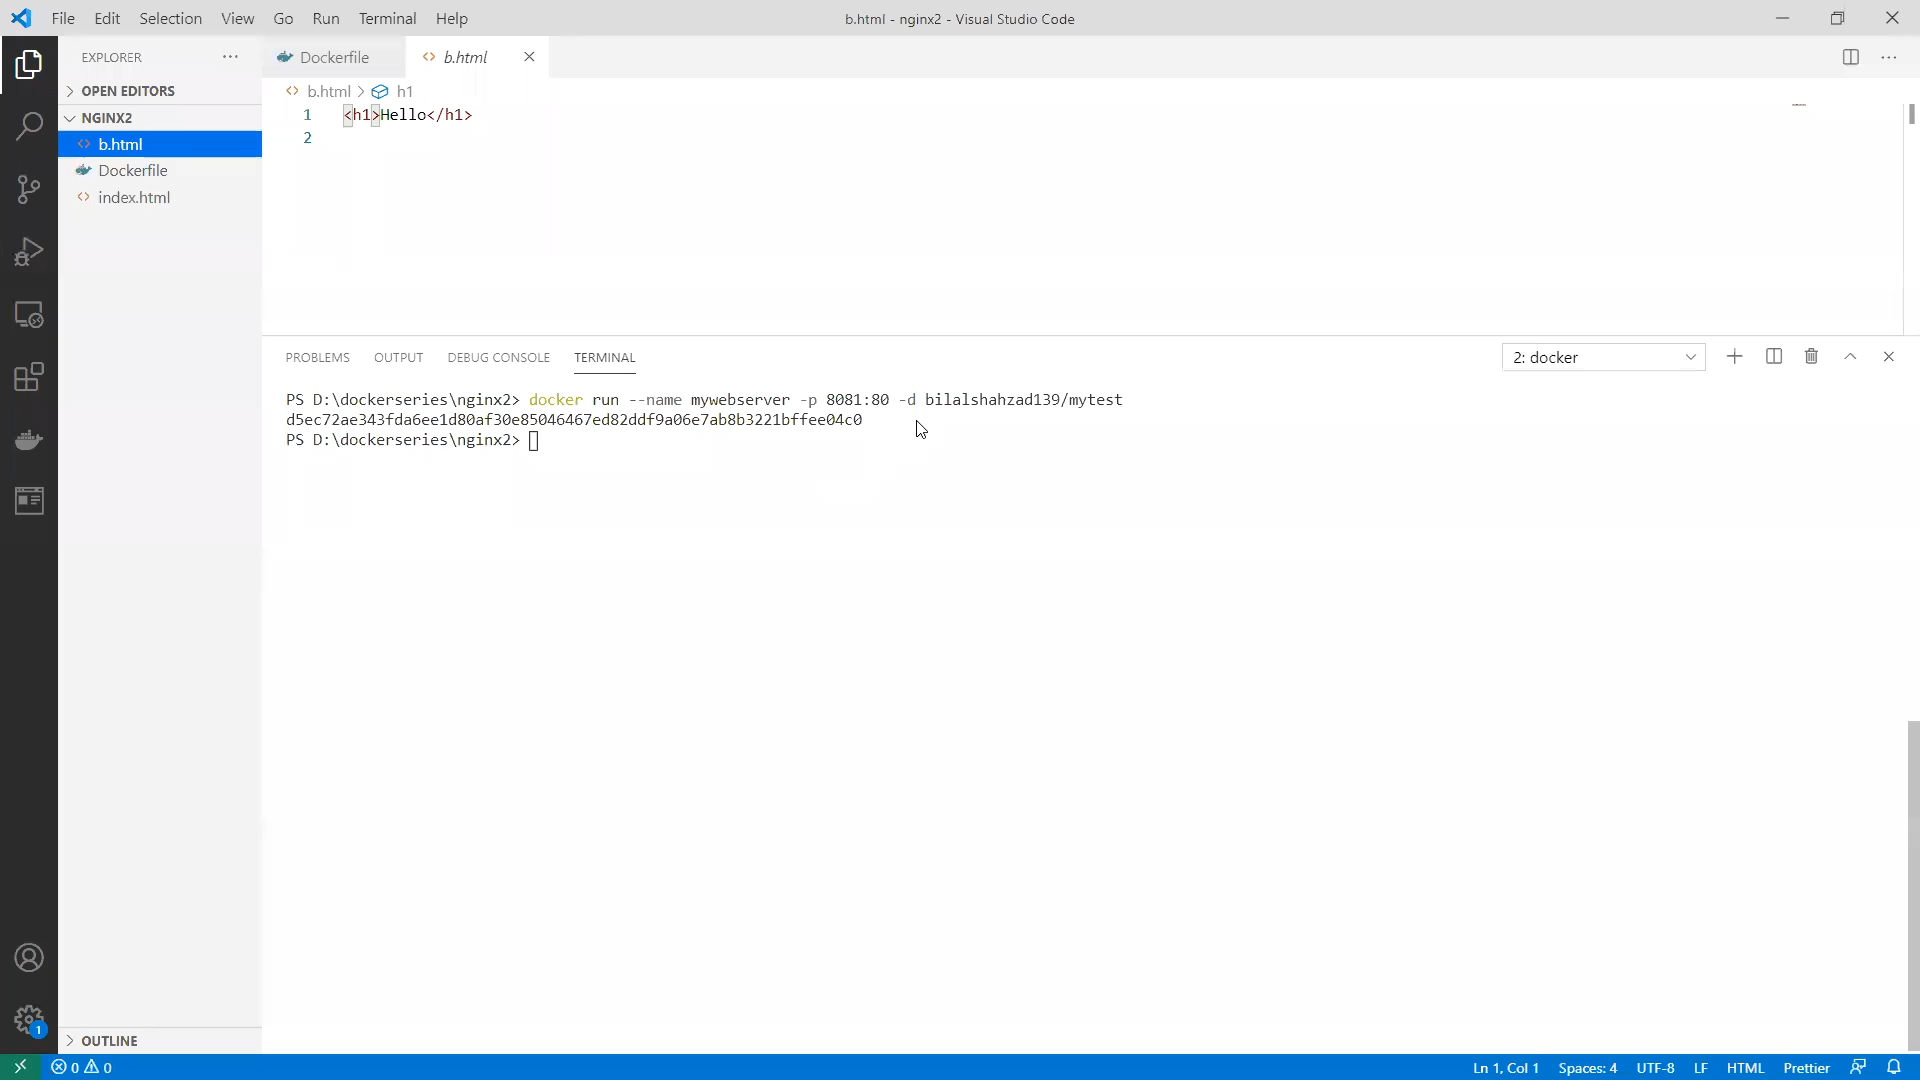 File Edit Selection View Go Run Terminal Help
b.html - nginx2 - Visual Studio Code
EXPLORER
OPEN EDITORS
NGINX2
b.html
Dockerfile
index.html
OUTLINE
Dockerfile
b.html
b.html > h1
1 <h1>Hello</h1>
2
PROBLEMS OUTPUT DEBUG CONSOLE TERMINAL
2: docker
PS D:\dockerseries\nginx2> docker run --name mywebserver -p 8081:80 -d bilalshahzad139/mytest
d5ec72ae343fda6ee1d80af30e85046467ed82ddf9a06e7ab8b3221bffee04c0
PS D:\dockerseries\nginx2>
1
0 0
Ln 1, Col 1 Spaces: 4 UTF-8 LF HTML Prettier